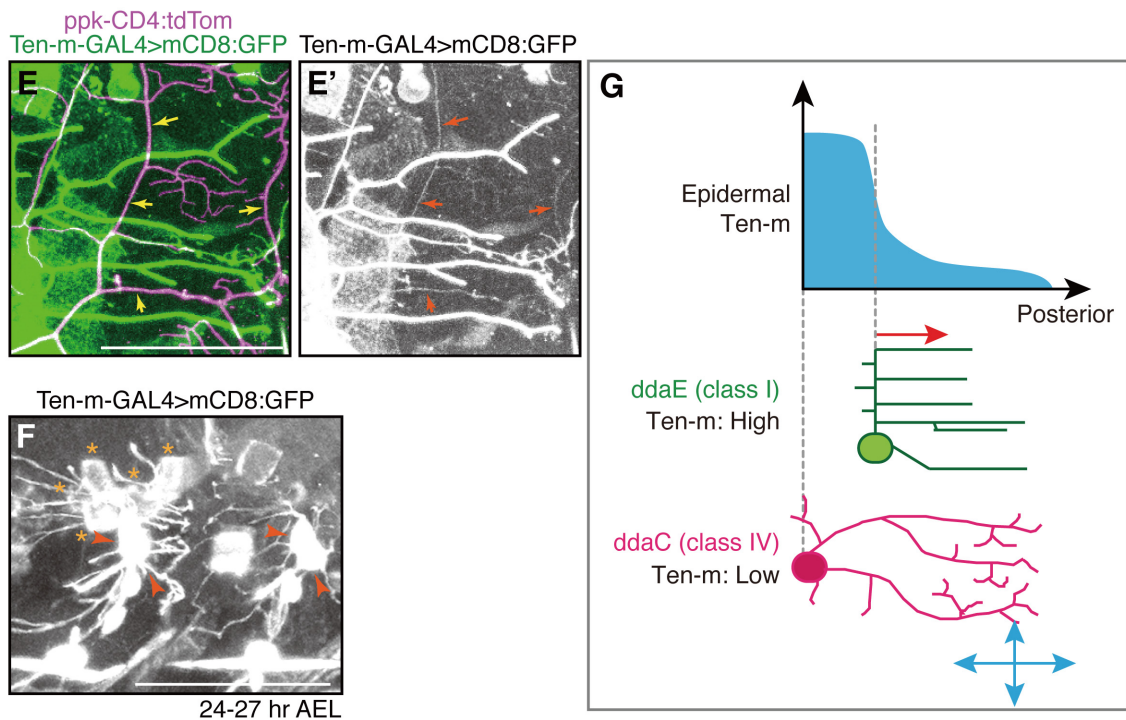 ppk-CD4:tdTom
Ten-m-GAL4>mCD8:GFP
Ten-m-GAL4>mCD8:GFP
E
E'
Ten-m-GAL4>mCD8:GFP
F
*
*
*
*
*
24-27 hr AEL
G
Epidermal
Ten-m
Posterior
ddaE (class I)
Ten-m: High
ddaC (class IV)
Ten-m: Low